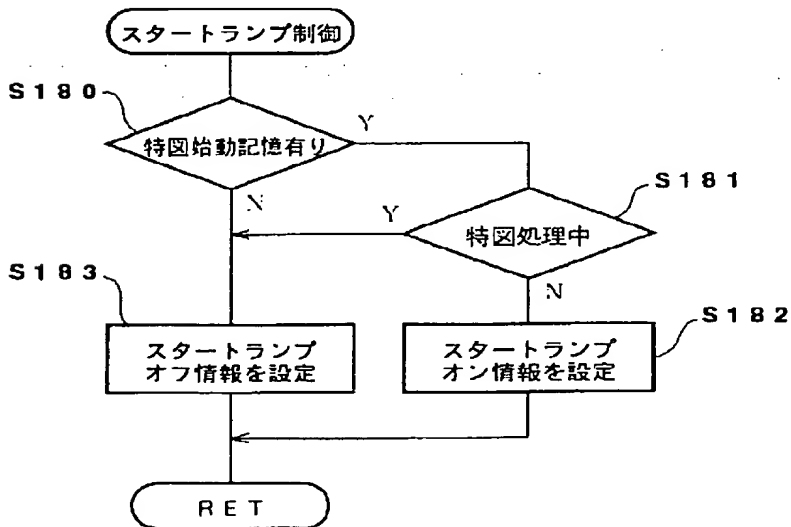 スタートランプ制御
S180
特図始動記憶有り
Y
N
S181
特図処理中
Y
N
S183
スタートランプ
オフ情報を設定
S182
スタートランプ
オン情報を設定
RET